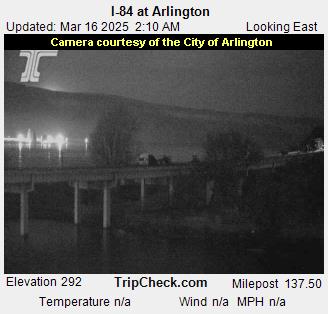 I-84 at Arlington
Updated: Mar 16 2025 2:10 AM Looking East
Camera courtesy of the City of Arlington
Elevation 292 TripCheck.com Milepost 137.50
Temperature n/a Wind n/a MPH n/a